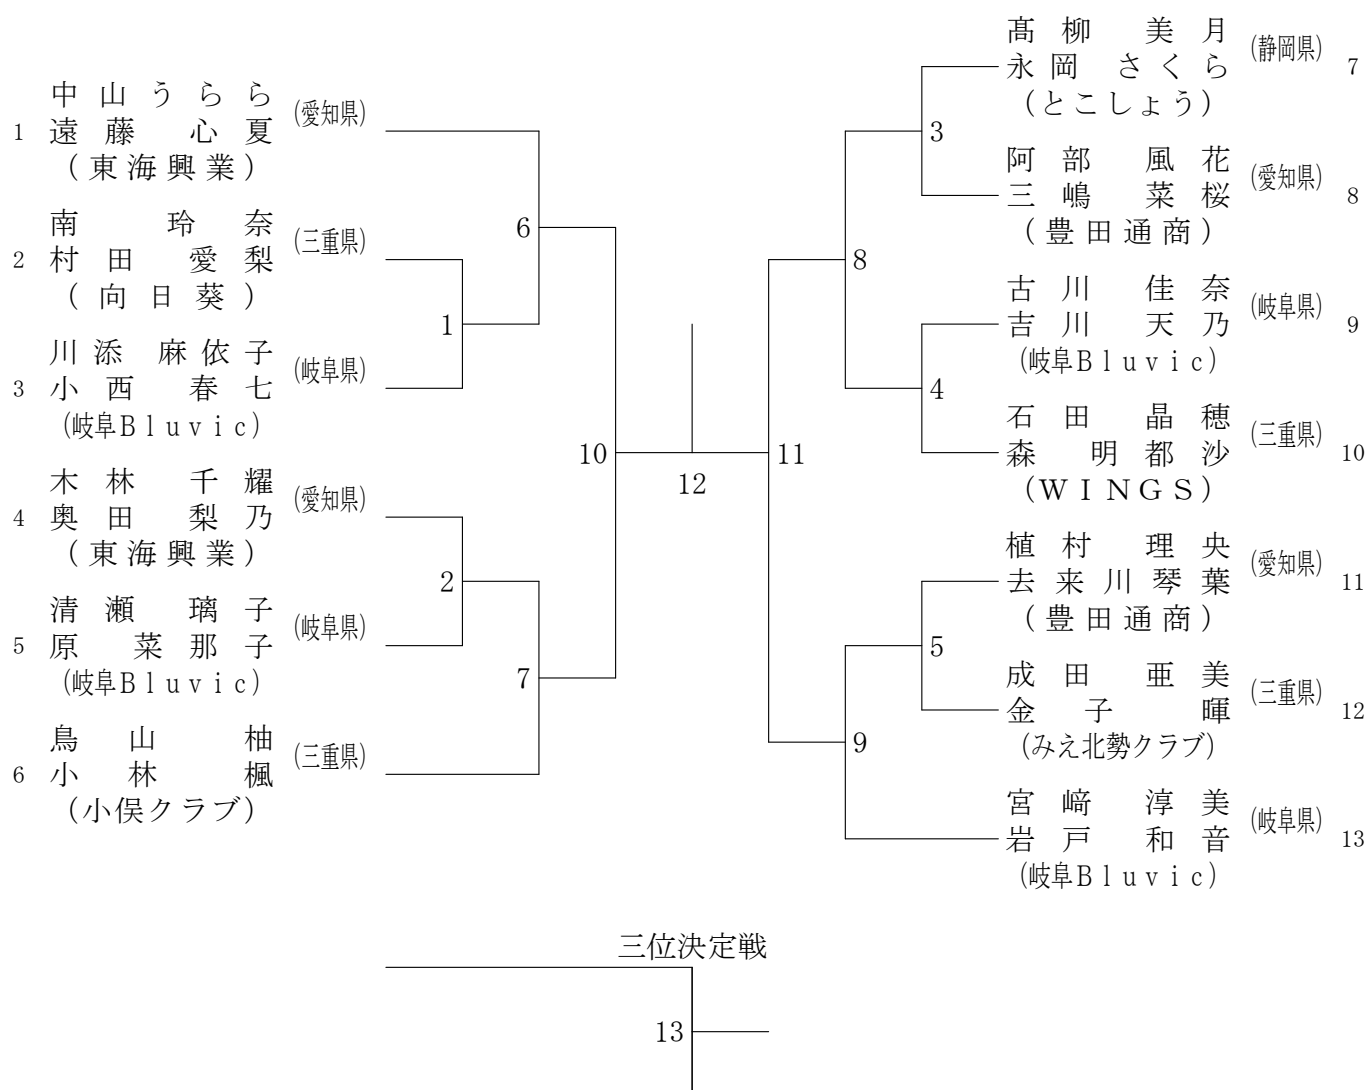 中山うらら (愛知県)
1 遠藤 心夏
(東海興業)
南 玲奈 (三重県)
2 村田 愛梨
(向日葵)
川添 麻依子 (岐阜県)
3 小西 春七
(岐阜Bluvic)
木林 千耀 (愛知県)
4 奥田 梨乃
(東海興業)
清瀬 璃子 (岐阜県)
5 原 菜那子
(岐阜Bluvic)
鳥山 柚 (三重県)
6 小林 楓
(小俣クラブ)
6
1
2
7
10
12
11
3
8
4
5
9
髙柳 美月 (静岡県)
永岡 さくら 7
(とこしょう)
阿部 風花 (愛知県)
三嶋 菜桜 8
(豊田通商)
古川 佳奈 (岐阜県)
吉川 天乃 9
(岐阜Bluvic)
石田 晶穂 (三重県)
森 明都沙 10
(WINGS)
植村 理央 (愛知県)
去来川琴葉 11
(豊田通商)
成田 亜美 (三重県)
金子 暉 12
(みえ北勢クラブ)
宮﨑 淳美 (岐阜県)
岩戸 和音 13
(岐阜Bluvic)
三位決定戦
13